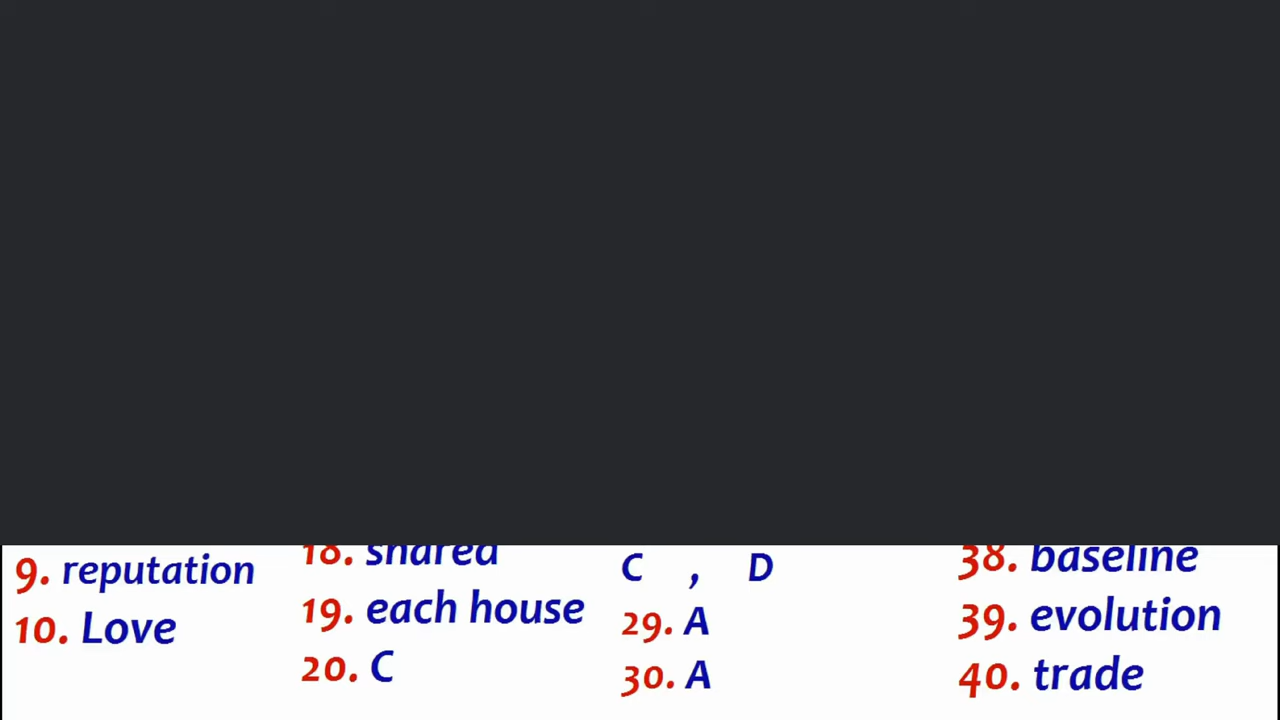 9. reputation
10. Love
18. shared
19. each house
20. C
C , D
29. A
30. A
38. baseline
39. evolution
40. trade